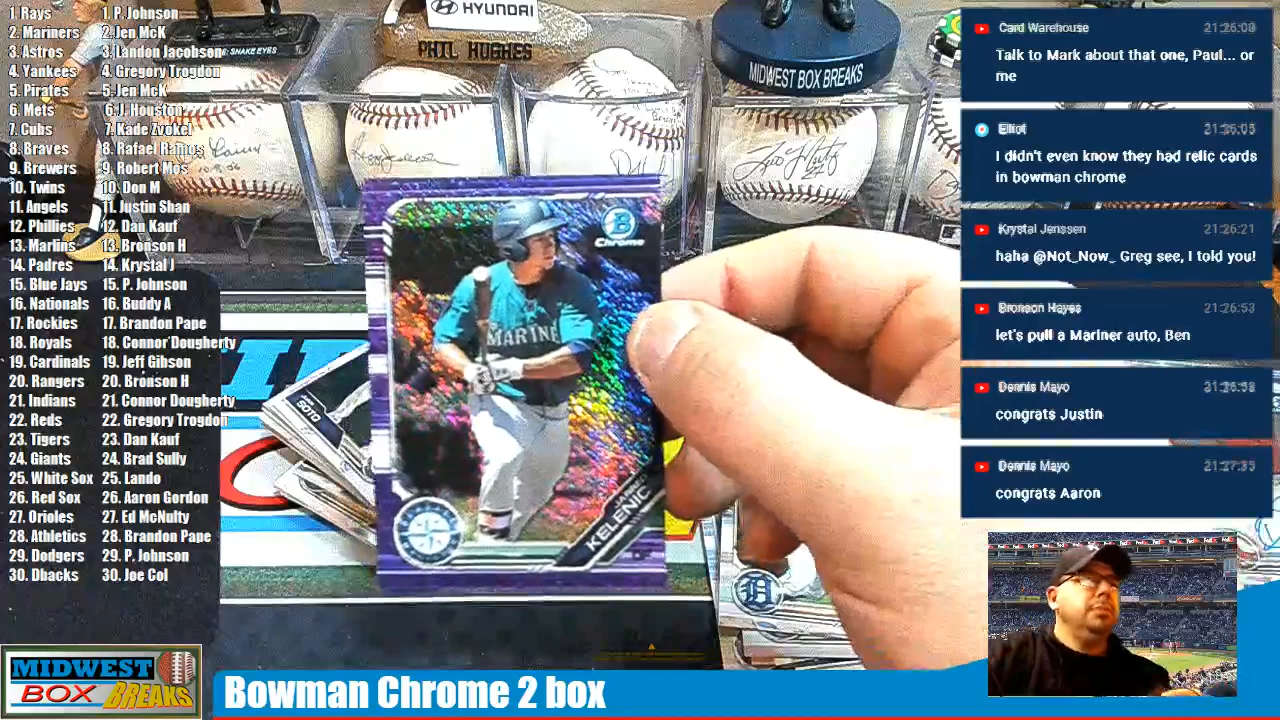 1. Rays
2. Mariners
3. Astros
4. Yankees
5. Pirates
6. Mets
7. Cubs
8. Braves
9. Brewers
10. Twins
11. Angels
12. Phillies
13. Marlins
14. Padres
15. Blue Jays
16. Nationals
17. Rockies
18. Royals
19. Cardinals
20. Rangers
21. Indians
22. Reds
23. Tigers
24. Giants
25. White Sox
26. Red Sox
27. Orioles
28. Athletics
29. Dodgers
30. Dbacks
1. P. Johnson
2. Jen McK
3. Landon Jacobson
4. Gregory Trogdon
5. Jen McK
6. J. Houston
7. Kade Zvokel
8. Rafael Ramos
9. Robert Mos
10. Don M
11. Justin Shan
12. Dan Kauf
13. Bronson H
14. Krystal J
15. P. Johnson
16. Buddy A
17. Brandon Pape
18. Connor Dougherty
19. Jeff Gibson
20. Bronson H
21. Connor Dougherty
22. Gregory Trogdon
23. Dan Kauf
24. Brad Sully
25. Lando
26. Aaron Gordon
27. Ed McNulty
28. Brandon Pape
29. P. Johnson
30. Joe Col
SNAKE EYES
HYUNDAI
PHIL HUGHES
MIDWEST BOX BREAKS
B
Chrome
MARINE
KELENIC
SOTO
D
Card Warehouse 21:26:00
Talk to Mark about that one, Paul... or
me
Elliot 21:26:05
I didn't even know they had relic cards
in bowman chrome
Krystal Jenssen 21:26:21
haha @Not_Now_ Greg see, I told you!
Bronson Hayes 21:26:53
let's pull a Mariner auto, Ben
Dennis Mayo 21:26:58
congrats Justin
Dennis Mayo 21:27:35
congrats Aaron
MIDWEST
BOX BREAKS
Bowman Chrome 2 box